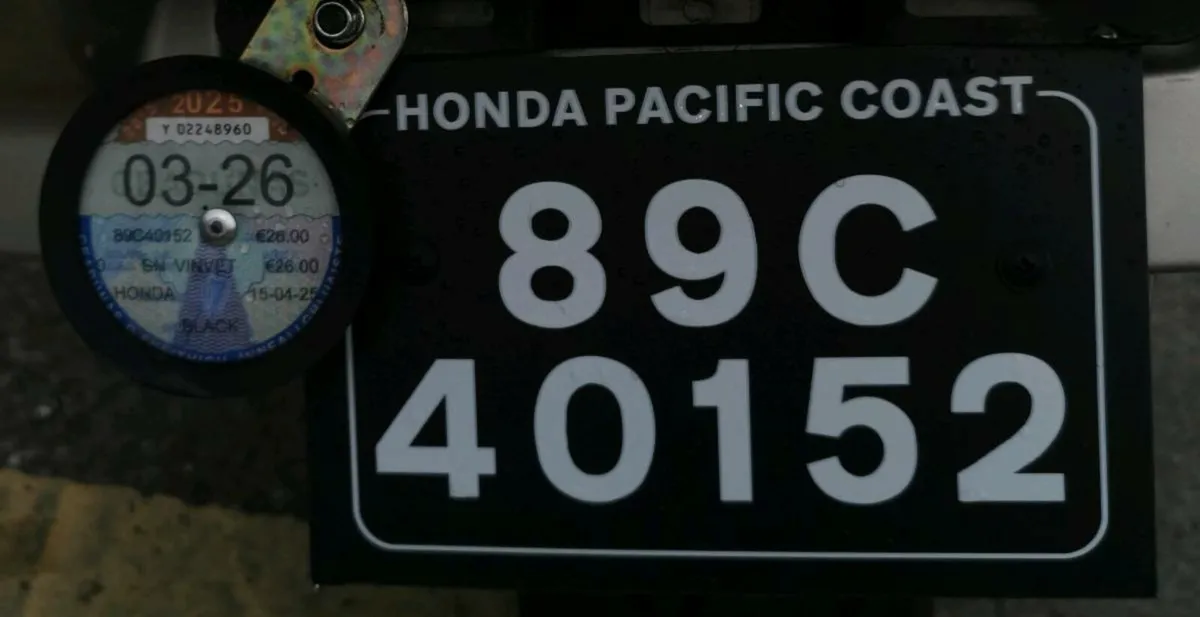 2025
Y 02248960
03-26
89C40152 €26.00
SN VINVET €26.00
HONDA 15-04-25
BLACK
HONDA PACIFIC COAST
89C
40152